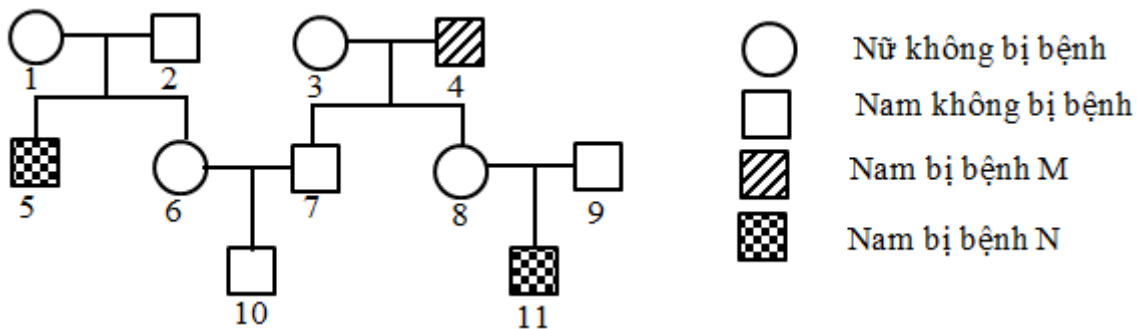 1 2 3 4
Nữ không bị bệnh
Nam không bị bệnh
Nam bị bệnh M
5 6 7 8 9
Nam bị bệnh N
10 11